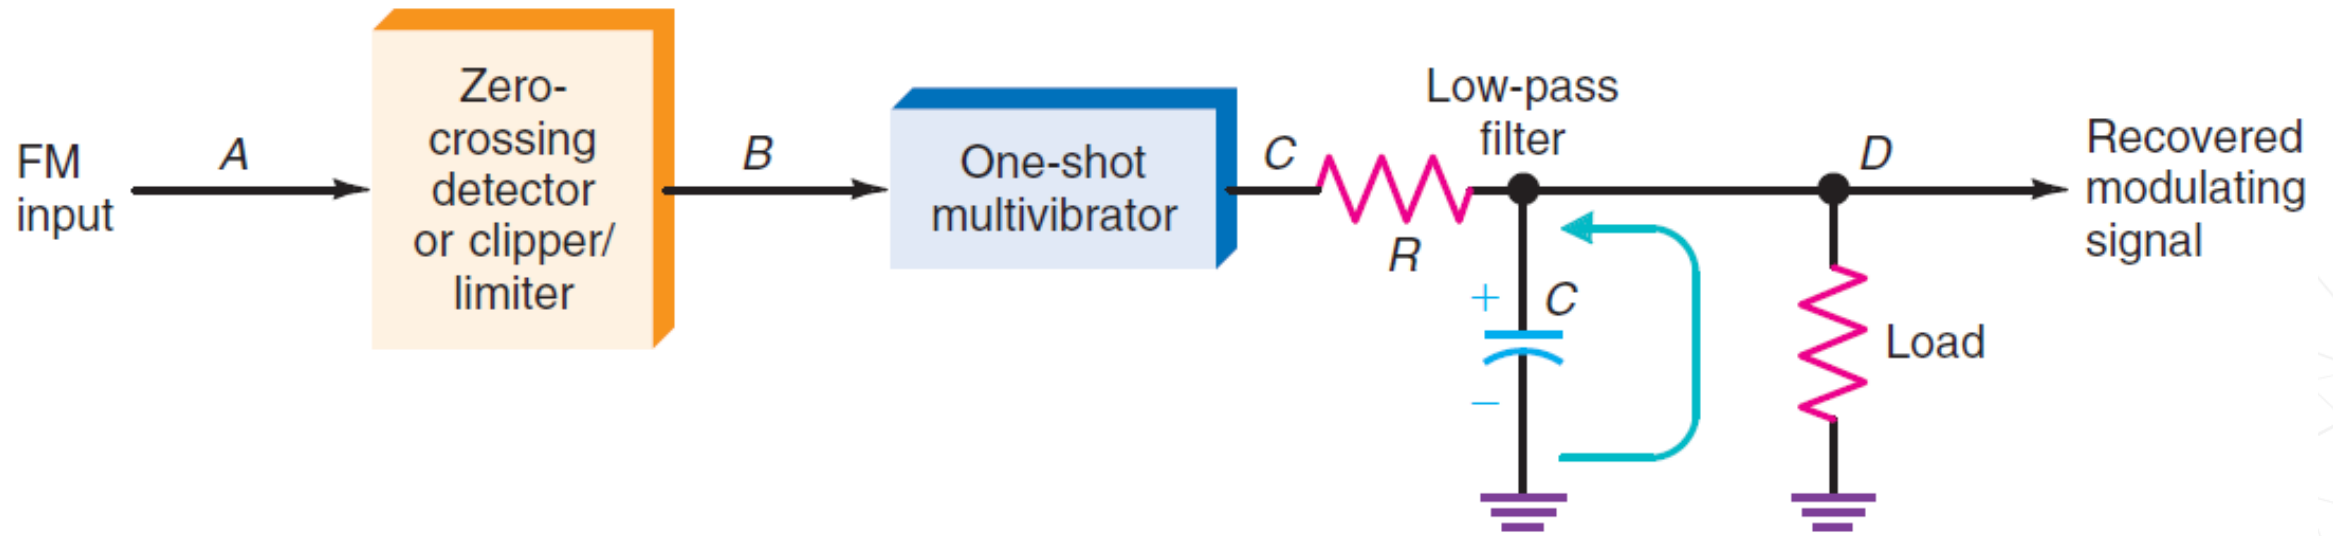 FM
input
A
Zero-
crossing
detector
or clipper/
limiter
B
One-shot
multivibrator
C
R
Low-pass
filter
+
C
−
D
Load
Recovered
modulating
signal